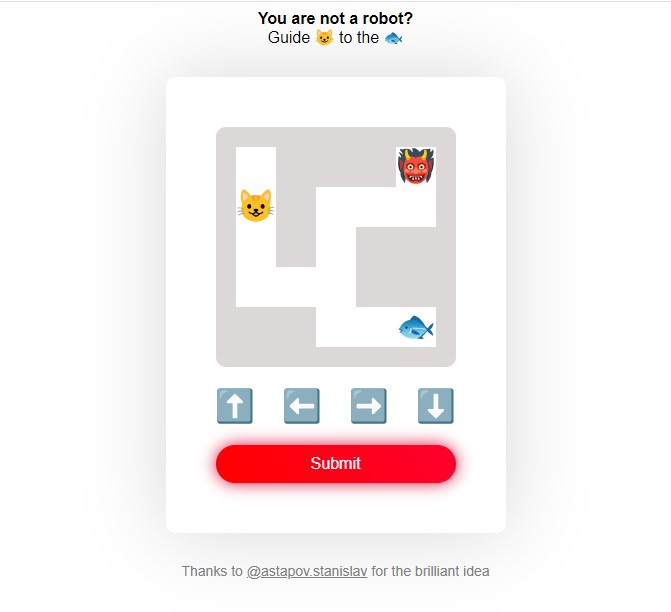 You are not a robot?
Guide 😺 to the 🐟
Submit
Thanks to @astapov.stanislav for the brilliant idea